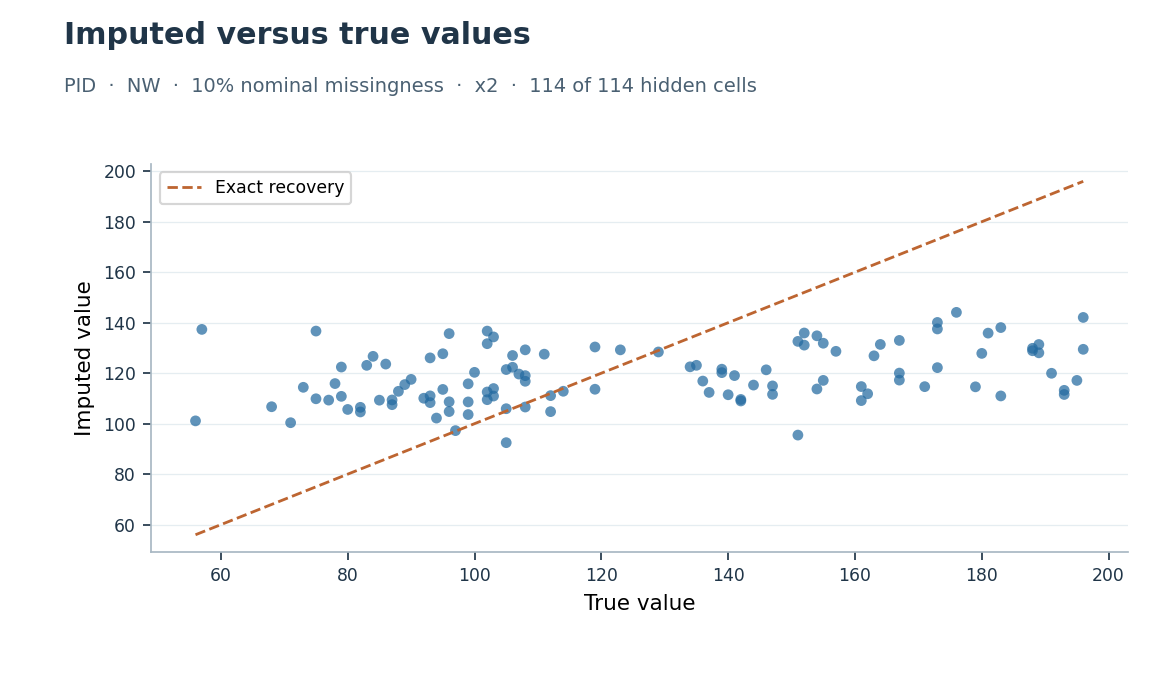 Imputed versus true values
PID · NW · 10% nominal missingness · x2 · 114 of 114 hidden cells
200
180
160
140
120
100
80
60
Imputed value
Exact recovery
60 80 100 120 140 160 180 200
True value